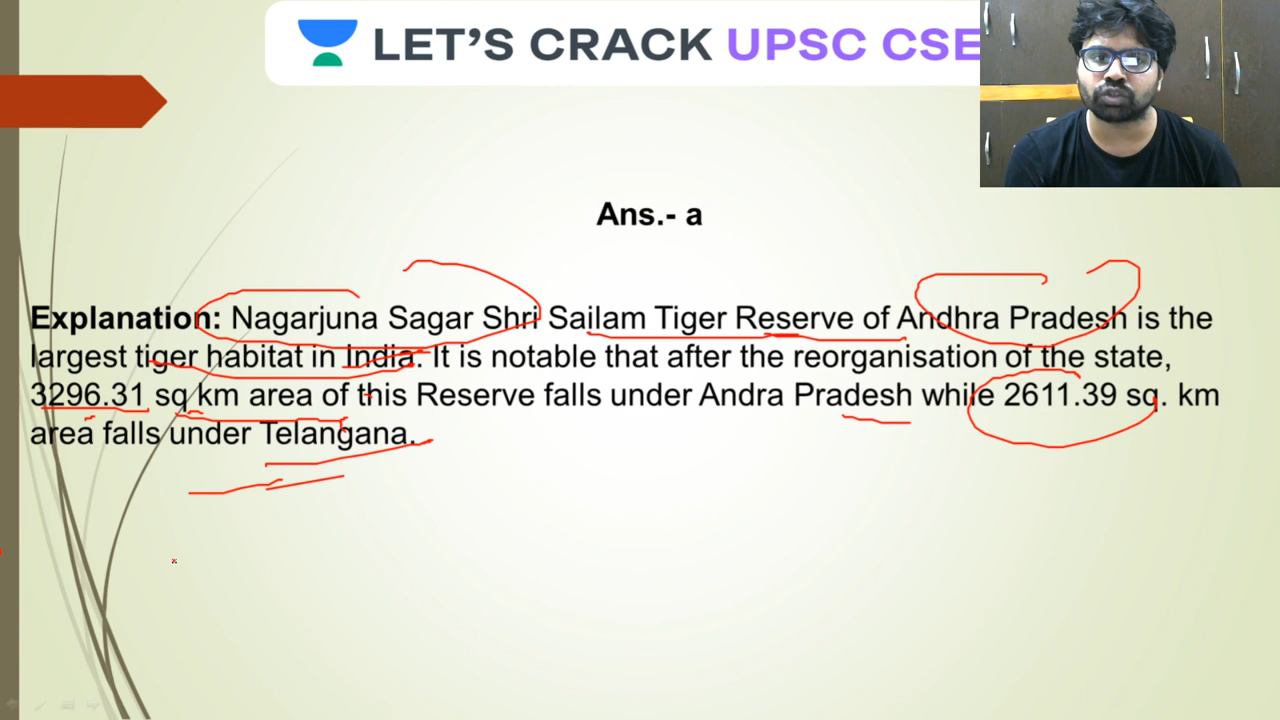 LET'S CRACK UPSC CSE
Ans.- a
Explanation: Nagarjuna Sagar Shri Sailam Tiger Reserve of Andhra Pradesh is the
largest tiger habitat in India. It is notable that after the reorganisation of the state,
3296.31 sq km area of this Reserve falls under Andra Pradesh while 2611.39 sq. km
area falls under Telangana.